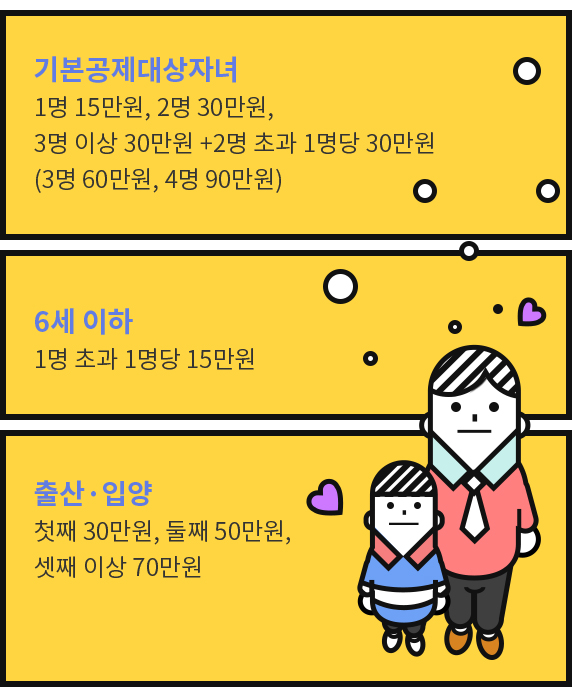 기본공제대상자녀
1명 15만원, 2명 30만원,
3명 이상 30만원 +2명 초과 1명당 30만원
(3명 60만원, 4명 90만원)
6세 이하
1명 초과 1명당 15만원
출산·입양
첫째 30만원, 둘째 50만원,
셋째 이상 70만원